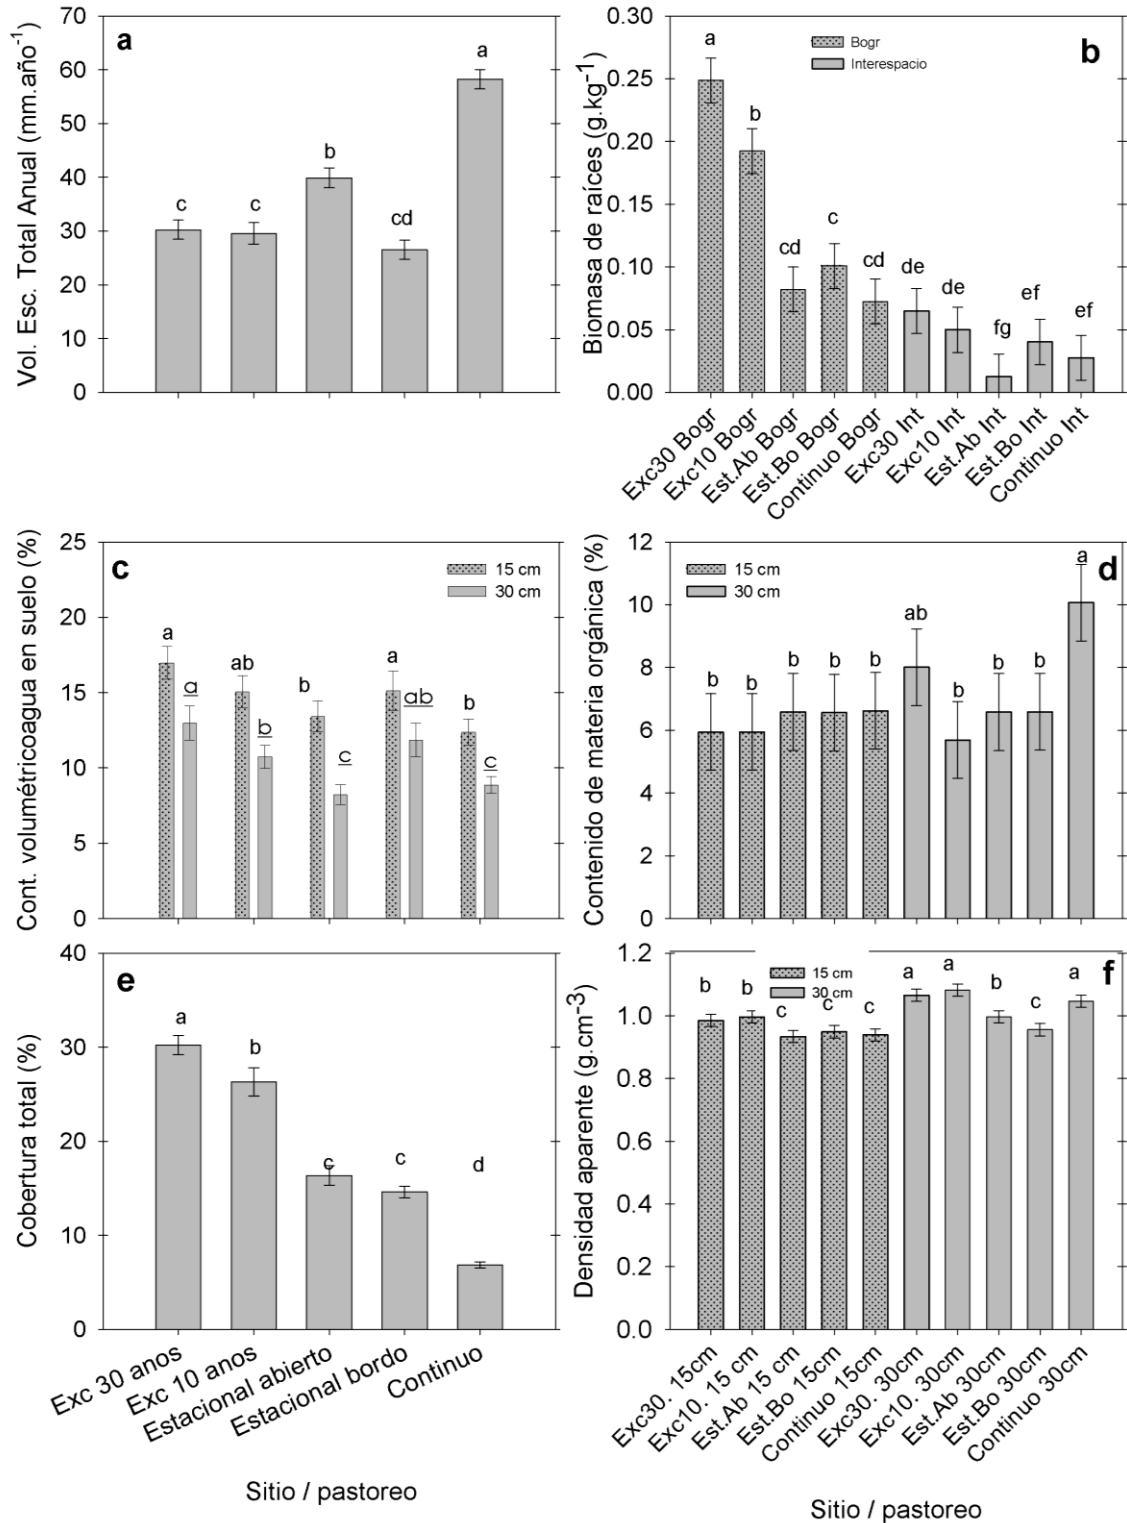 a
Vol. Esc. Total Anual (mm.año-1)
70
60
50
40
30
20
10
0
c
c
b
cd
a
b
Biomasa de raíces (g.kg-1)
Bogr
Interespacio
0.25
0.20
0.15
0.10
0.05
0.00
a
b
cd
c
cd
de
de
fg
ef
ef
Exc30 Bogr
Exc10 Bogr
Est.Ab Bogr
Est.Bo Bogr
Continuo Bogr
Exc30 Int
Exc10 Int
Est.Ab Int
Est.Bo Int
Continuo Int
c
Cont. volumétricoagua en suelo (%)
15 cm
30 cm
25
20
15
10
5
0
a
a
ab
b
b
c
a
ab
b
c
d
Contenido de materia orgánica (%)
15 cm
30 cm
12
10
8
6
4
2
0
b
b
b
b
b
ab
b
b
b
a
e
Cobertura total (%)
40
30
20
10
0
a
b
c
c
d
Exc 30 anos
Exc 10 anos
Estacional abierto
Estacional bordo
Continuo
Sitio / pastoreo
f
Densidad aparente (g.cm-3)
15 cm
30 cm
1.2
1.0
0.8
0.6
0.4
0.2
0.0
b
b
c
c
c
a
a
b
c
a
Exc30. 15cm
Exc10. 15 cm
Est.Ab 15 cm
Est.Bo 15cm
Continuo 15cm
Exc30. 30cm
Exc10. 30cm
Est.Ab 30cm
Est.Bo 30cm
Continuo 30cm
Sitio / pastoreo